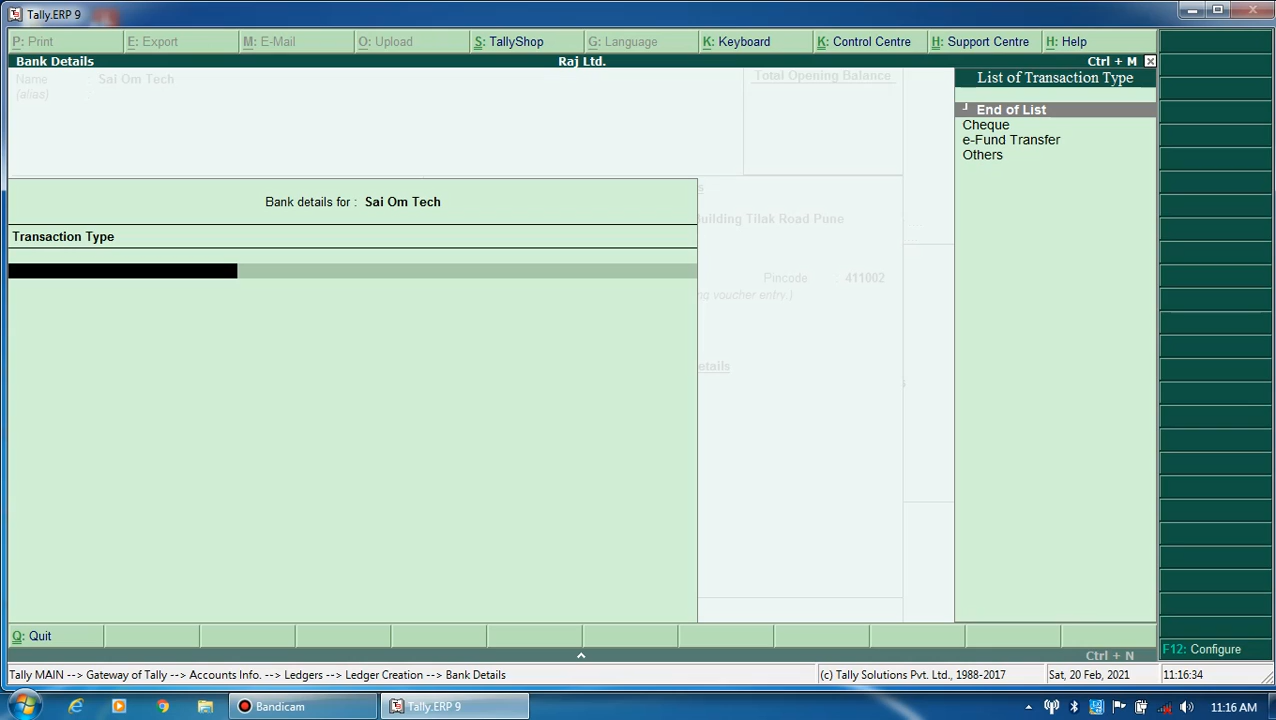 Tally.ERP 9
P: Print
E: Export
M: E-Mail
O: Upload
S: TallyShop
G: Language
K: Keyboard
K: Control Centre
H: Support Centre
H: Help
Bank Details
Raj Ltd.
Ctrl + M
Name : Sai Om Tech
(alias)
Total Opening Balance
List of Transaction Type
End of List
Cheque
e-Fund Transfer
Others
Bank details for : Sai Om Tech
uilding Tilak Road Pune
Transaction Type
Pincode 411002
voucher entry.)
etails
Q: Quit
F12: Configure
Ctrl + N
Tally MAIN --> Gateway of Tally --> Accounts Info. --> Ledgers --> Ledger Creation --> Bank Details
(c) Tally Solutions Pvt. Ltd., 1988-2017
Sat, 20 Feb, 2021
11:16:34
Bandicam
Tally.ERP 9
11:16 AM